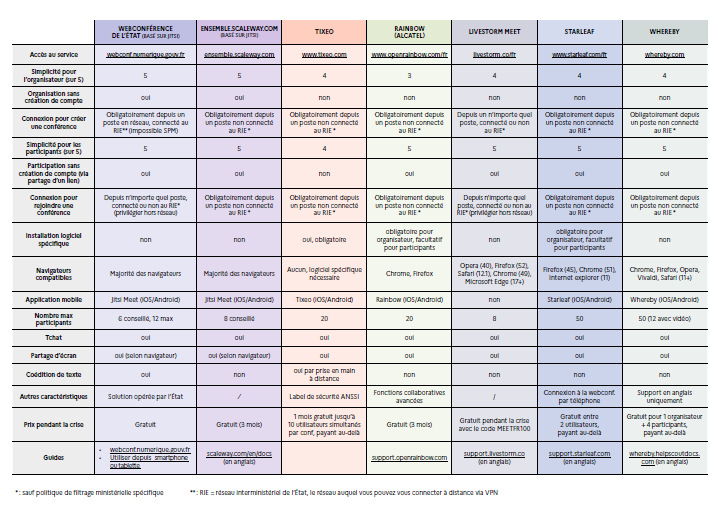 WEBCONFÉRENCE DE L'ÉTAT (BASÉ SUR JITSI) ENSEMBLE.SCALEWAY.COM (BASÉ SUR JITSI) TIXEO RAINBOW (ALCATEL) LIVESTORM MEET STARLEAF WHEREBY
Accès au service webconf.numerique.gouv.fr ensemble.scaleway.com www.tixeo.com www.openrainbow.com/fr livestorm.co/fr www.starleaf.com/fr whereby.com
Simplicité pour l'organisateur (sur 5) 5 5 4 3 4 4 4
Organisation sans création de compte oui oui non non non non non
Connexion pour créer une conférence Obligatoirement depuis un poste en réseau, connecté au RIE** (impossible SPM) Obligatoirement depuis un poste non connecté au RIE* Obligatoirement depuis un poste non connecté au RIE* Obligatoirement depuis un poste non connecté au RIE* Depuis un n'importe quel poste, connecté ou non au RIE* Obligatoirement depuis un poste non connecté au RIE* Obligatoirement depuis un poste non connecté au RIE*
Simplicité pour les participants (sur 5) 5 5 4 5 5 5 5
Participation sans création de compte (via partage d'un lien) oui oui non oui oui oui oui
Connexion pour rejoindre une conférence Depuis n'importe quel poste, connecté ou non au RIE* (privilégier hors réseau) Obligatoirement depuis un poste non connecté au RIE* Obligatoirement depuis un poste non connecté au RIE* Obligatoirement depuis un poste non connecté au RIE* Depuis n'importe quel poste, connecté ou non au RIE* (privilégier hors réseau) Obligatoirement depuis un poste non connecté au RIE* Obligatoirement depuis un poste non connecté au RIE*
Installation logiciel spécifique non non oui, obligatoire obligatoire pour organisateur, facultatif pour participants non obligatoire pour organisateur, facultatif pour participants non
Navigateurs compatibles Majorité des navigateurs Majorité des navigateurs Aucun, logiciel spécifique nécessaire Chrome, Firefox Opera (40), Firefox (52), Safari (12.1), Chrome (49), Microsoft Edge (17+) Firefox (45), Chrome (51), Internet explorer (11) Chrome, Firefox, Opera, Vivaldi, Safari (11+)
Application mobile Jitsi Meet (IOS/Android) Jitsi Meet (IOS/Android) Tixeo (IOS/Android) Rainbow (IOS/Android) non Starleaf (IOS/Android) Whereby (IOS/Android)
Nombre max participants 6 conseillé, 12 max 8 conseillé 20 20 8 50 50 (12 avec vidéo)
Tchat oui oui oui oui oui oui oui
Partage d'écran oui (selon navigateur) oui (selon navigateur) oui oui oui oui oui
Coédition de texte oui non oui par prise en main à distance non non non non
Autres caractéristiques Solution opérée par l'État / Label de sécurité ANSSI Fonctions collaboratives avancées / Connexion à la webconf. par téléphone Support en anglais uniquement
Prix pendant la crise Gratuit Gratuit (3 mois) 1 mois gratuit jusqu'à 10 utilisateurs simultanés par conf, payant au-delà Gratuit (3 mois) Gratuit pendant la crise avec le code MEETFR100 Gratuit entre 2 utilisateurs, payant au-delà Gratuit pour 1 organisateur + 4 participants, payant au-delà
Guides • webconf.numerique.gouv.fr • Utiliser depuis smartphone ou tablette scaleway.com/en/docs (en anglais) support.openrainbow.com support.livestorm.co (en anglais) support.starleaf.com (en anglais) whereby.helpscoutdocs.com (en anglais)
*: sauf politique de filtrage ministérielle spécifique **: RIE = réseau interministériel de l'État, le réseau auquel vous pouvez vous connecter à distance via VPN